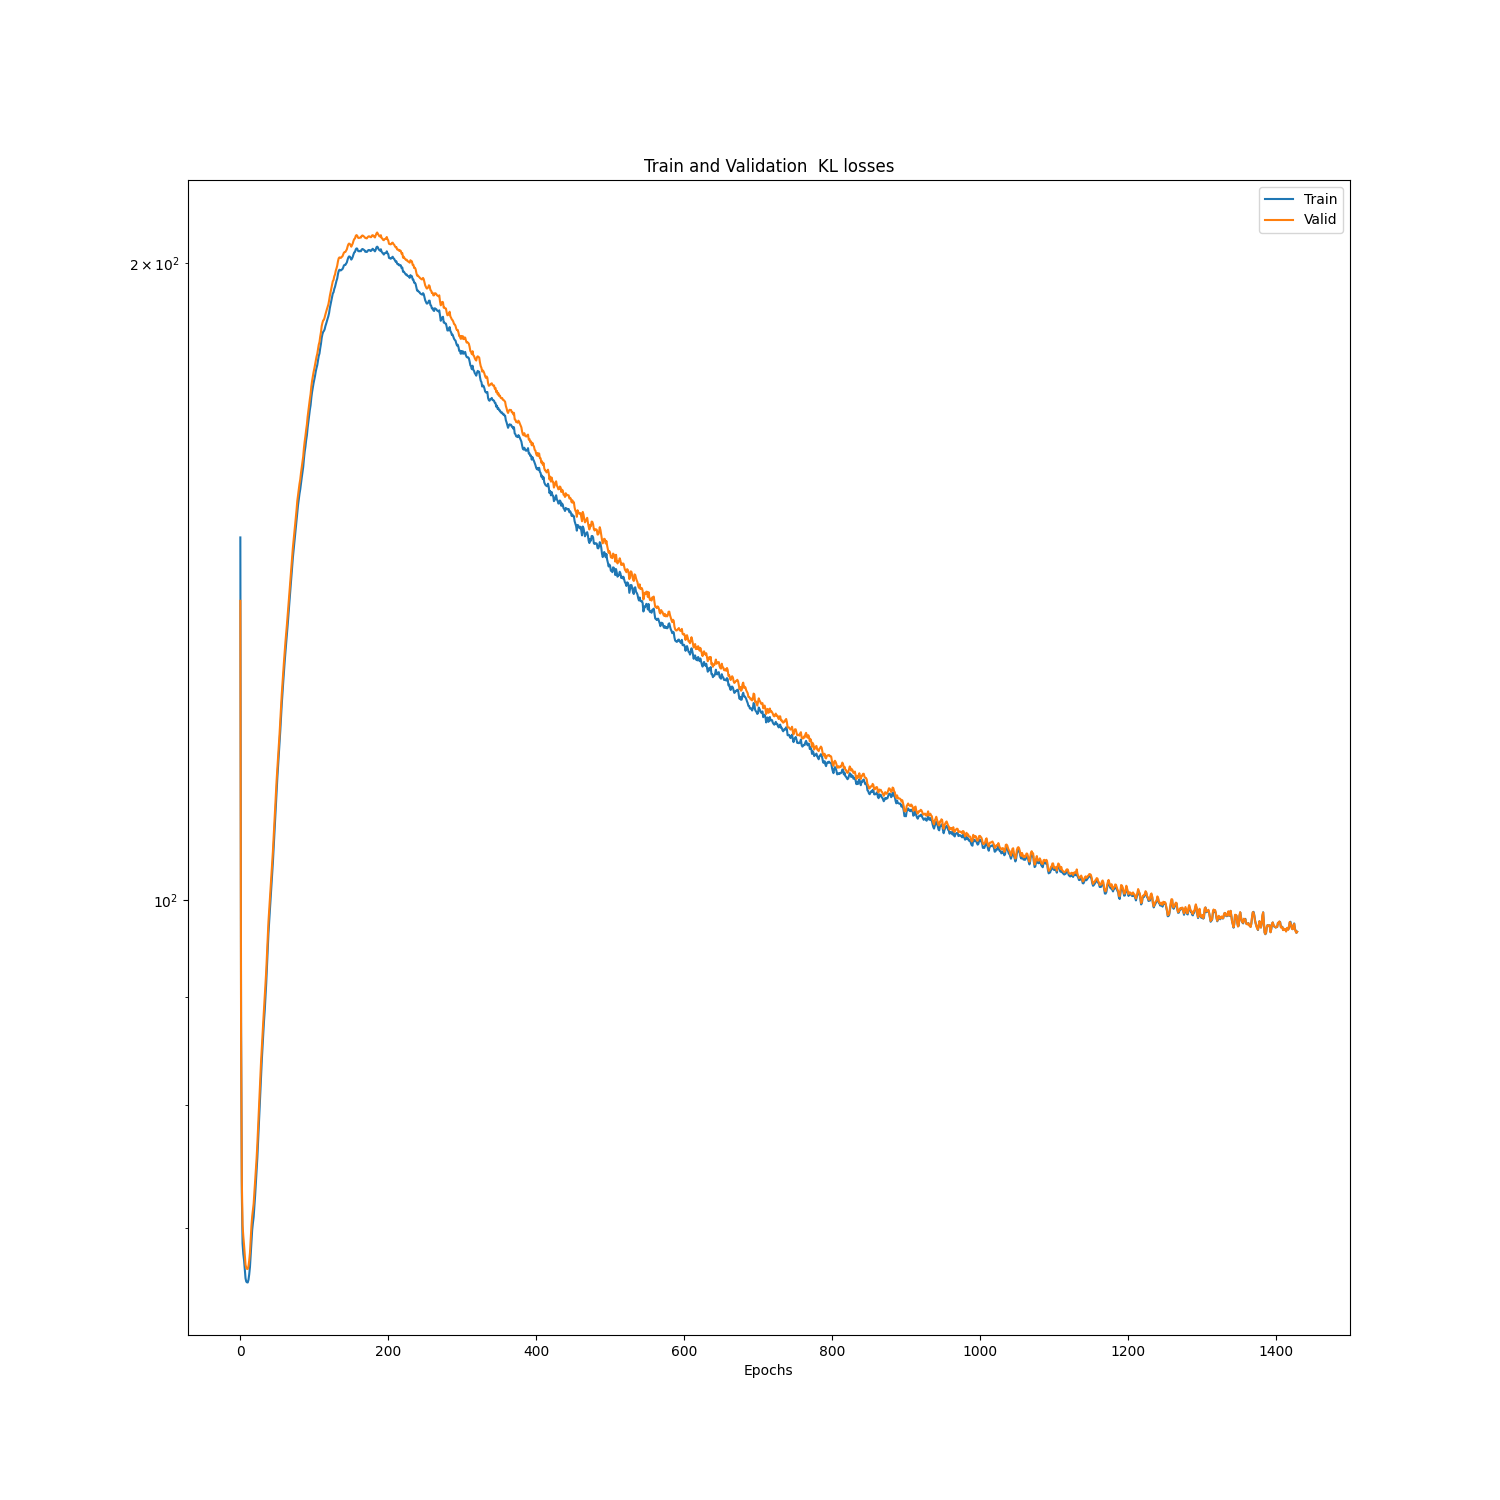 Train and Validation  KL losses
Train
Valid
2 × 10²
10²
0 200 400 600 800 1000 1200 1400
Epochs